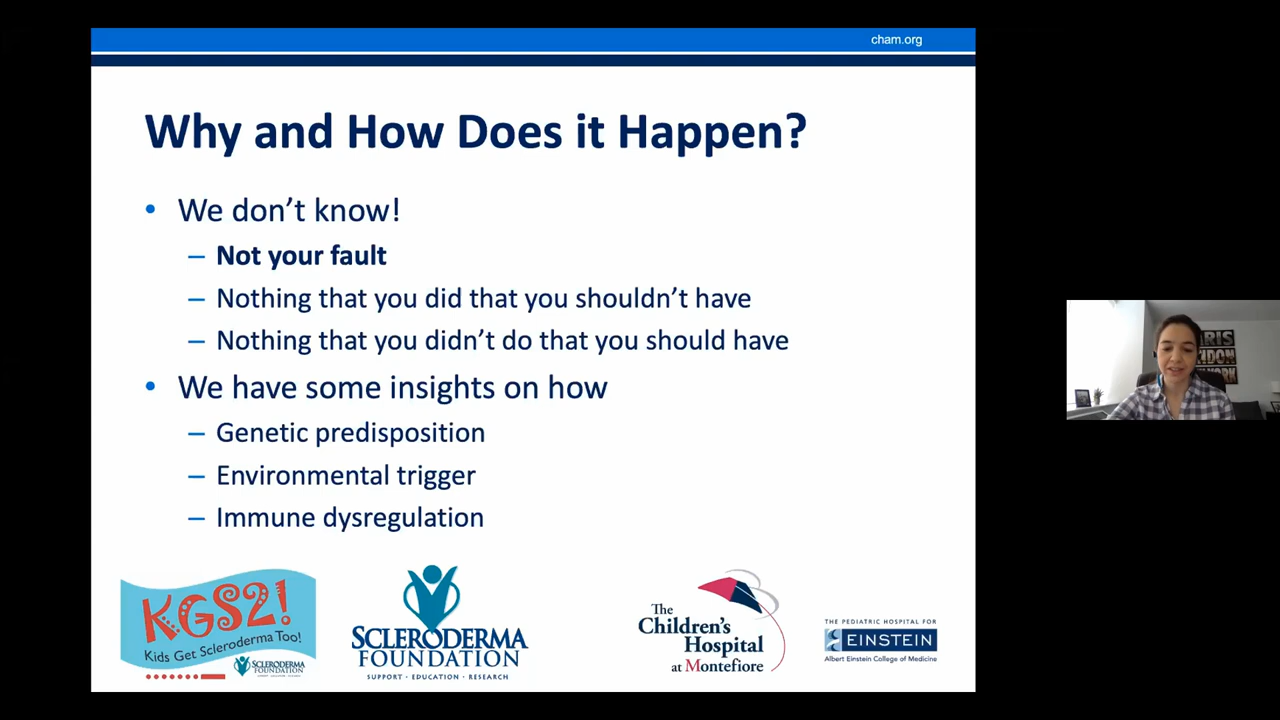 cham.org
Why and How Does it Happen?
• We don't know!
– Not your fault
– Nothing that you did that you shouldn't have
– Nothing that you didn't do that you should have
• We have some insights on how
– Genetic predisposition
– Environmental trigger
– Immune dysregulation
KGS2!
Kids Get Scleroderma Too!
SCLERODERMA
FOUNDATION
SCLERODERMA
FOUNDATION
SUPPORT · EDUCATION · RESEARCH
The
Children's
Hospital
at Montefiore
THE PEDIATRIC HOSPITAL FOR
EINSTEIN
Albert Einstein College of Medicine